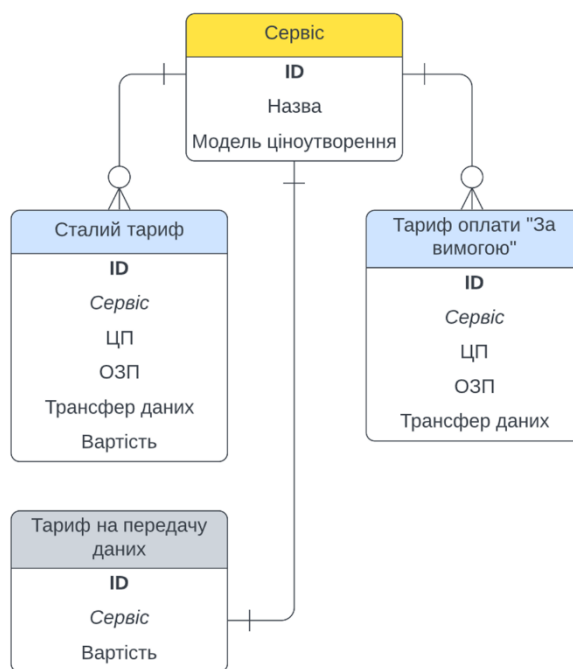 Сервіс
ID
Назва
Модель ціноутворення
Сталий тариф
ID
Сервіс
ЦП
ОЗП
Трансфер даних
Вартість
Тариф оплати "За
вимогою"
ID
Сервіс
ЦП
ОЗП
Трансфер даних
Тариф на передачу
даних
ID
Сервіс
Вартість